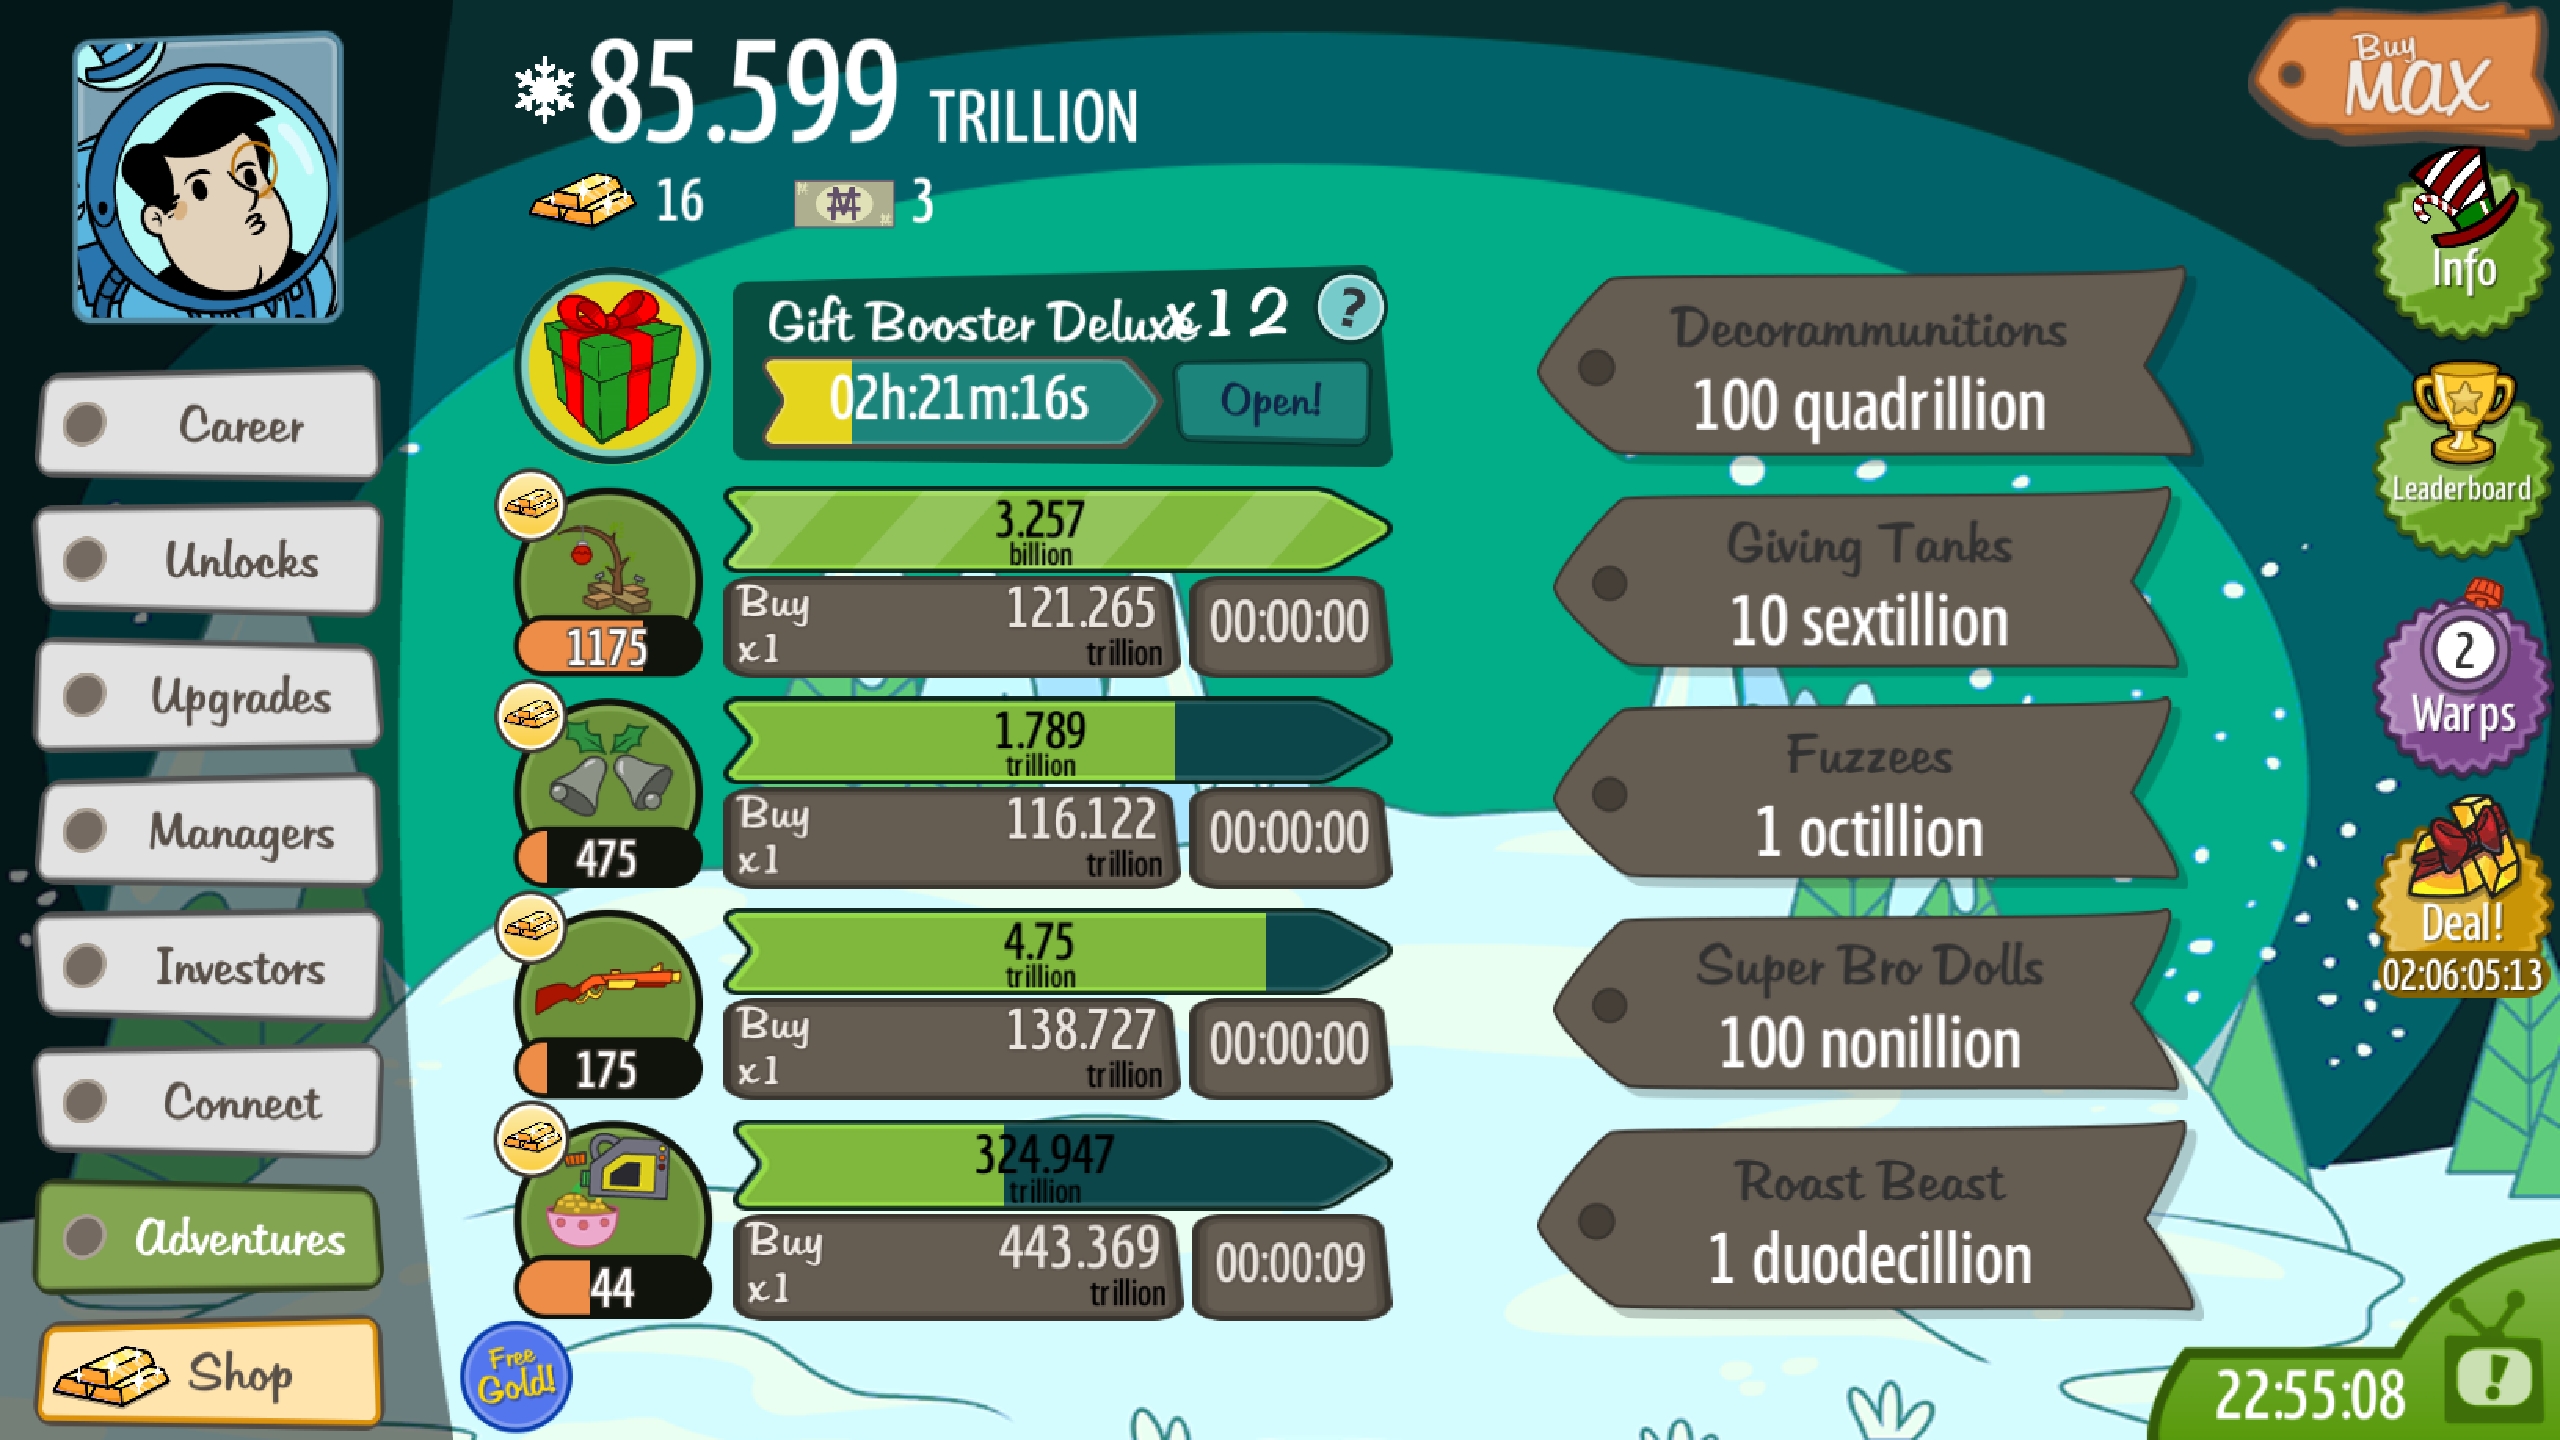 85.599 TRILLION
16
3
Buy
MAX
Career
Unlocks
Upgrades
Managers
Investors
Connect
Adventures
Shop
Gift Booster Deluxe x12
?
02h:21m:16s
Open!
1175
3.257
billion
Buy
x1
121.265
trillion
00:00:00
475
1.789
trillion
Buy
x1
116.122
trillion
00:00:00
175
4.75
trillion
Buy
x1
138.727
trillion
00:00:00
44
324.947
trillion
Buy
x1
443.369
trillion
00:00:09
Free
Gold!
Decorammunitions
100 quadrillion
Giving Tanks
10 sextillion
Fuzzees
1 octillion
Super Bro Dolls
100 nonillion
Roast Beast
1 duodecillion
Info
Leaderboard
2
Warps
Deal!
02:06:05:13
22:55:08
!